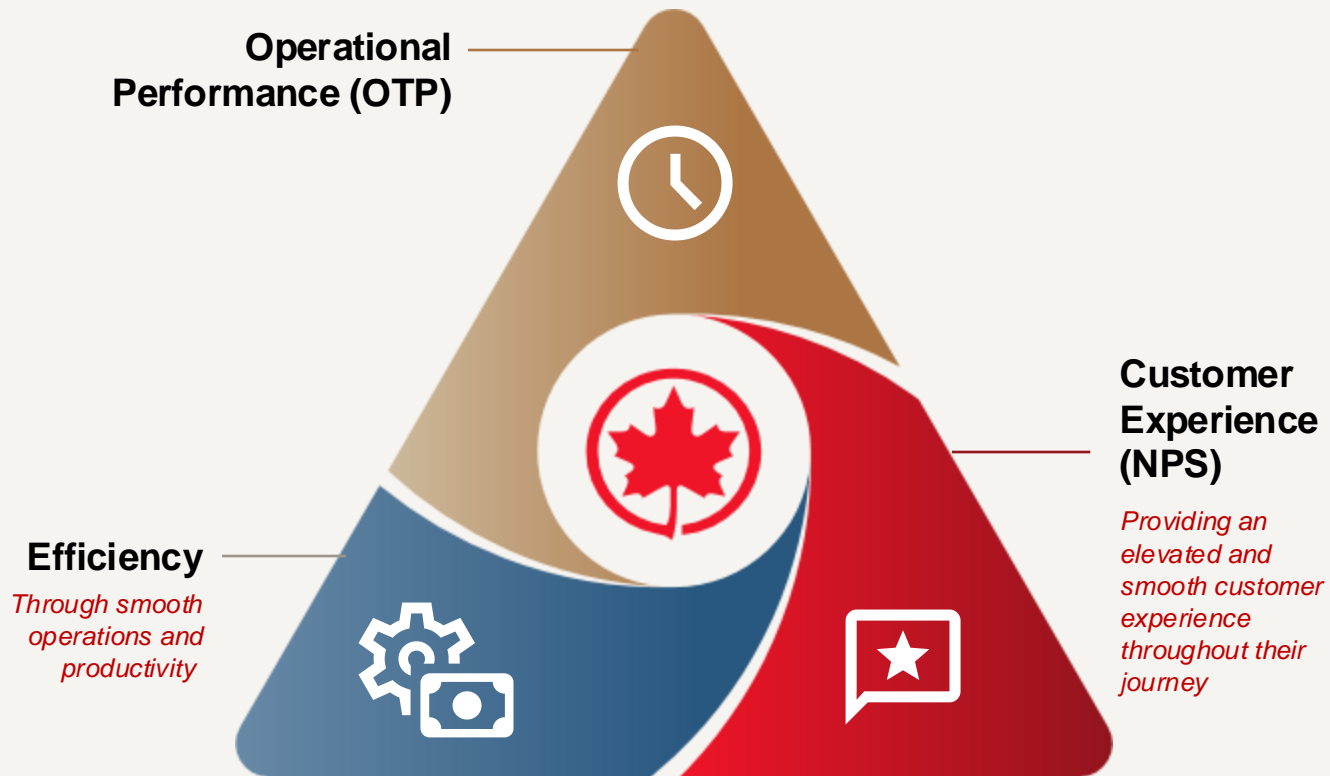 Operational
Performance (OTP)
Customer
Experience
(NPS)
Providing an
elevated and
smooth customer
experience
throughout their
journey
Efficiency
Through smooth
operations and
productivity